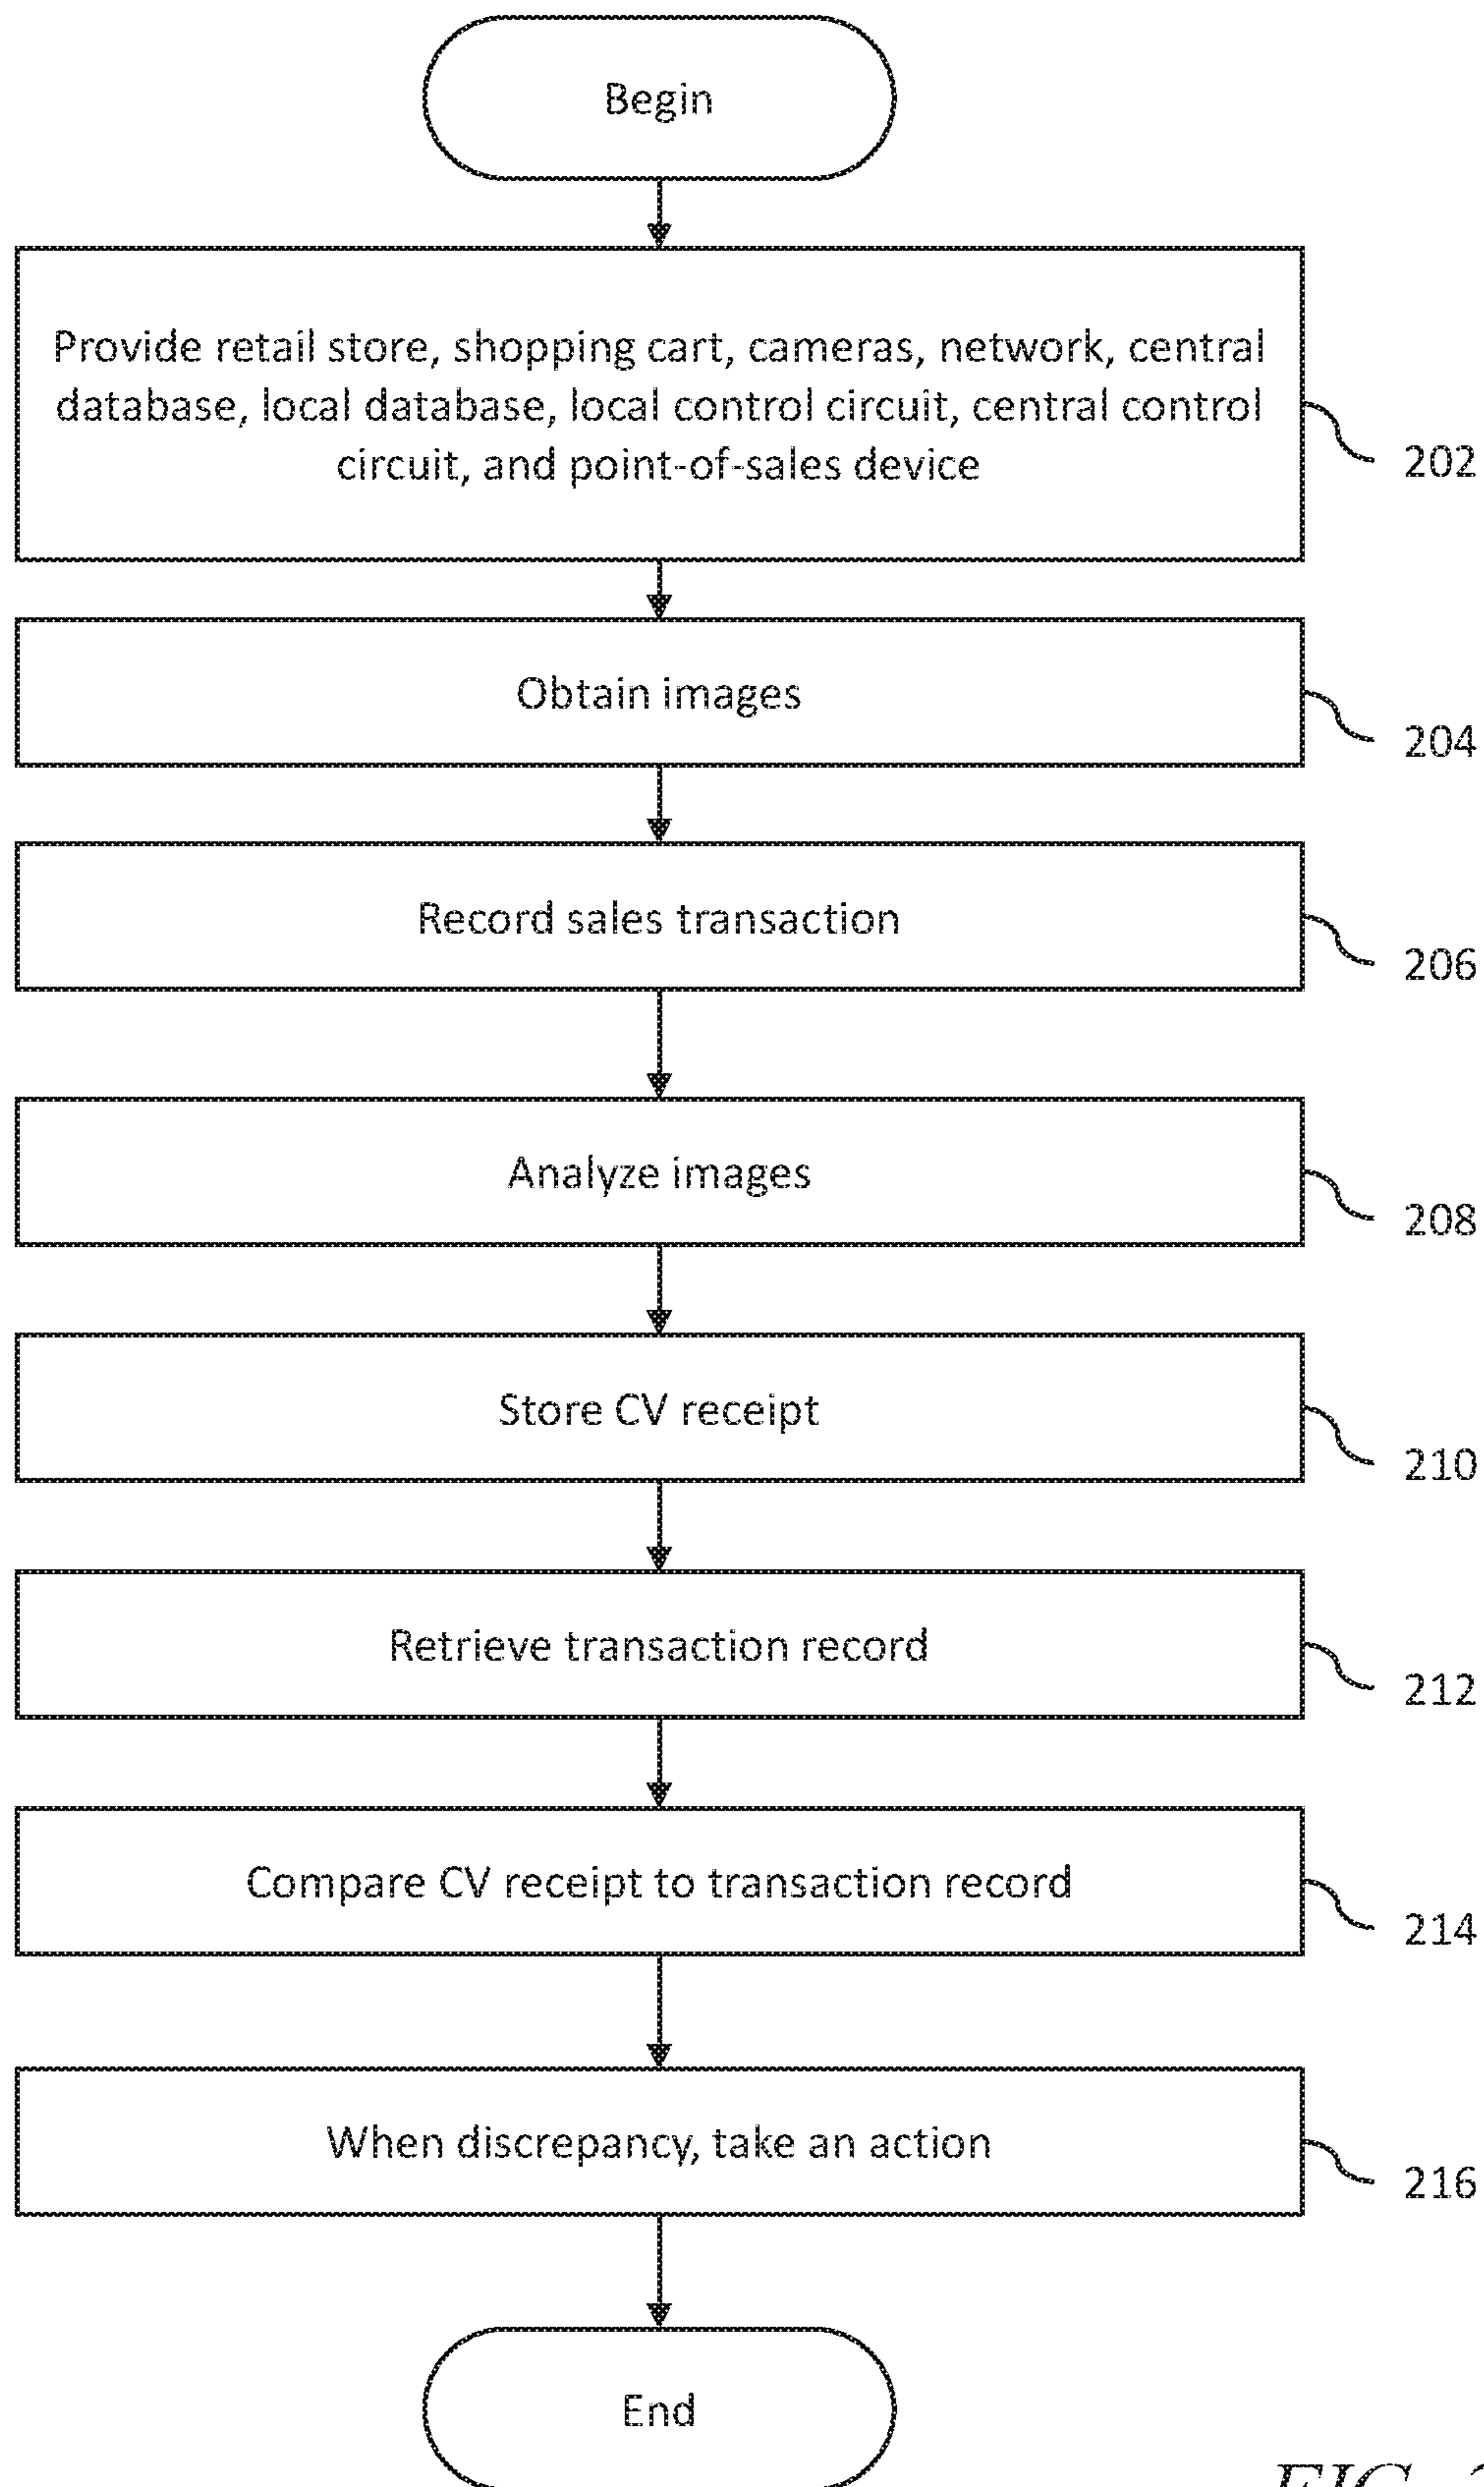 Begin
Provide retail store, shopping cart, cameras, network, central
database, local database, local control circuit, central control
circuit, and point-of-sales device
202
Obtain images
204
Record sales transaction
206
Analyze images
208
Store CV receipt
210
Retrieve transaction record
212
Compare CV receipt to transaction record
214
When discrepancy, take an action
216
End
FIG.